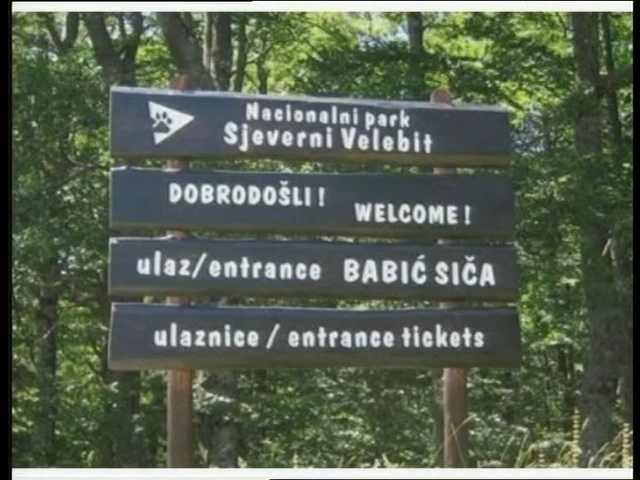 Nacionalni park
Sjeverni Velebit
DOBRODOŠLI! WELCOME!
ulaz/entrance BABIĆ SIČA
ulaznice / entrance tickets